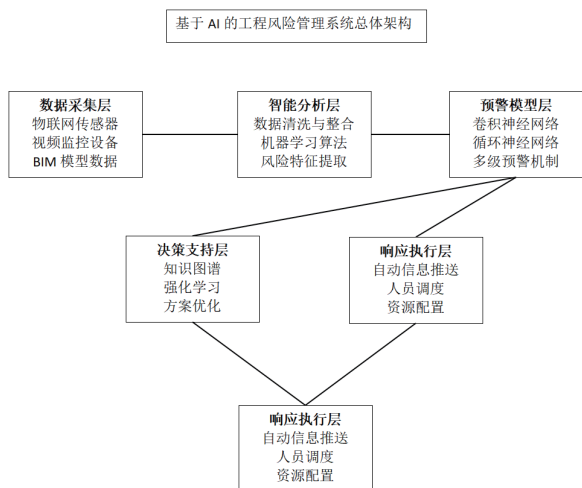 基于 AI 的工程风险管理系统总体架构
数据采集层
物联网传感器
视频监控设备
BIM 模型数据
智能分析层
数据清洗与整合
机器学习算法
风险特征提取
预警模型层
卷积神经网络
循环神经网络
多级预警机制
决策支持层
知识图谱
强化学习
方案优化
响应执行层
自动信息推送
人员调度
资源配置
响应执行层
自动信息推送
人员调度
资源配置